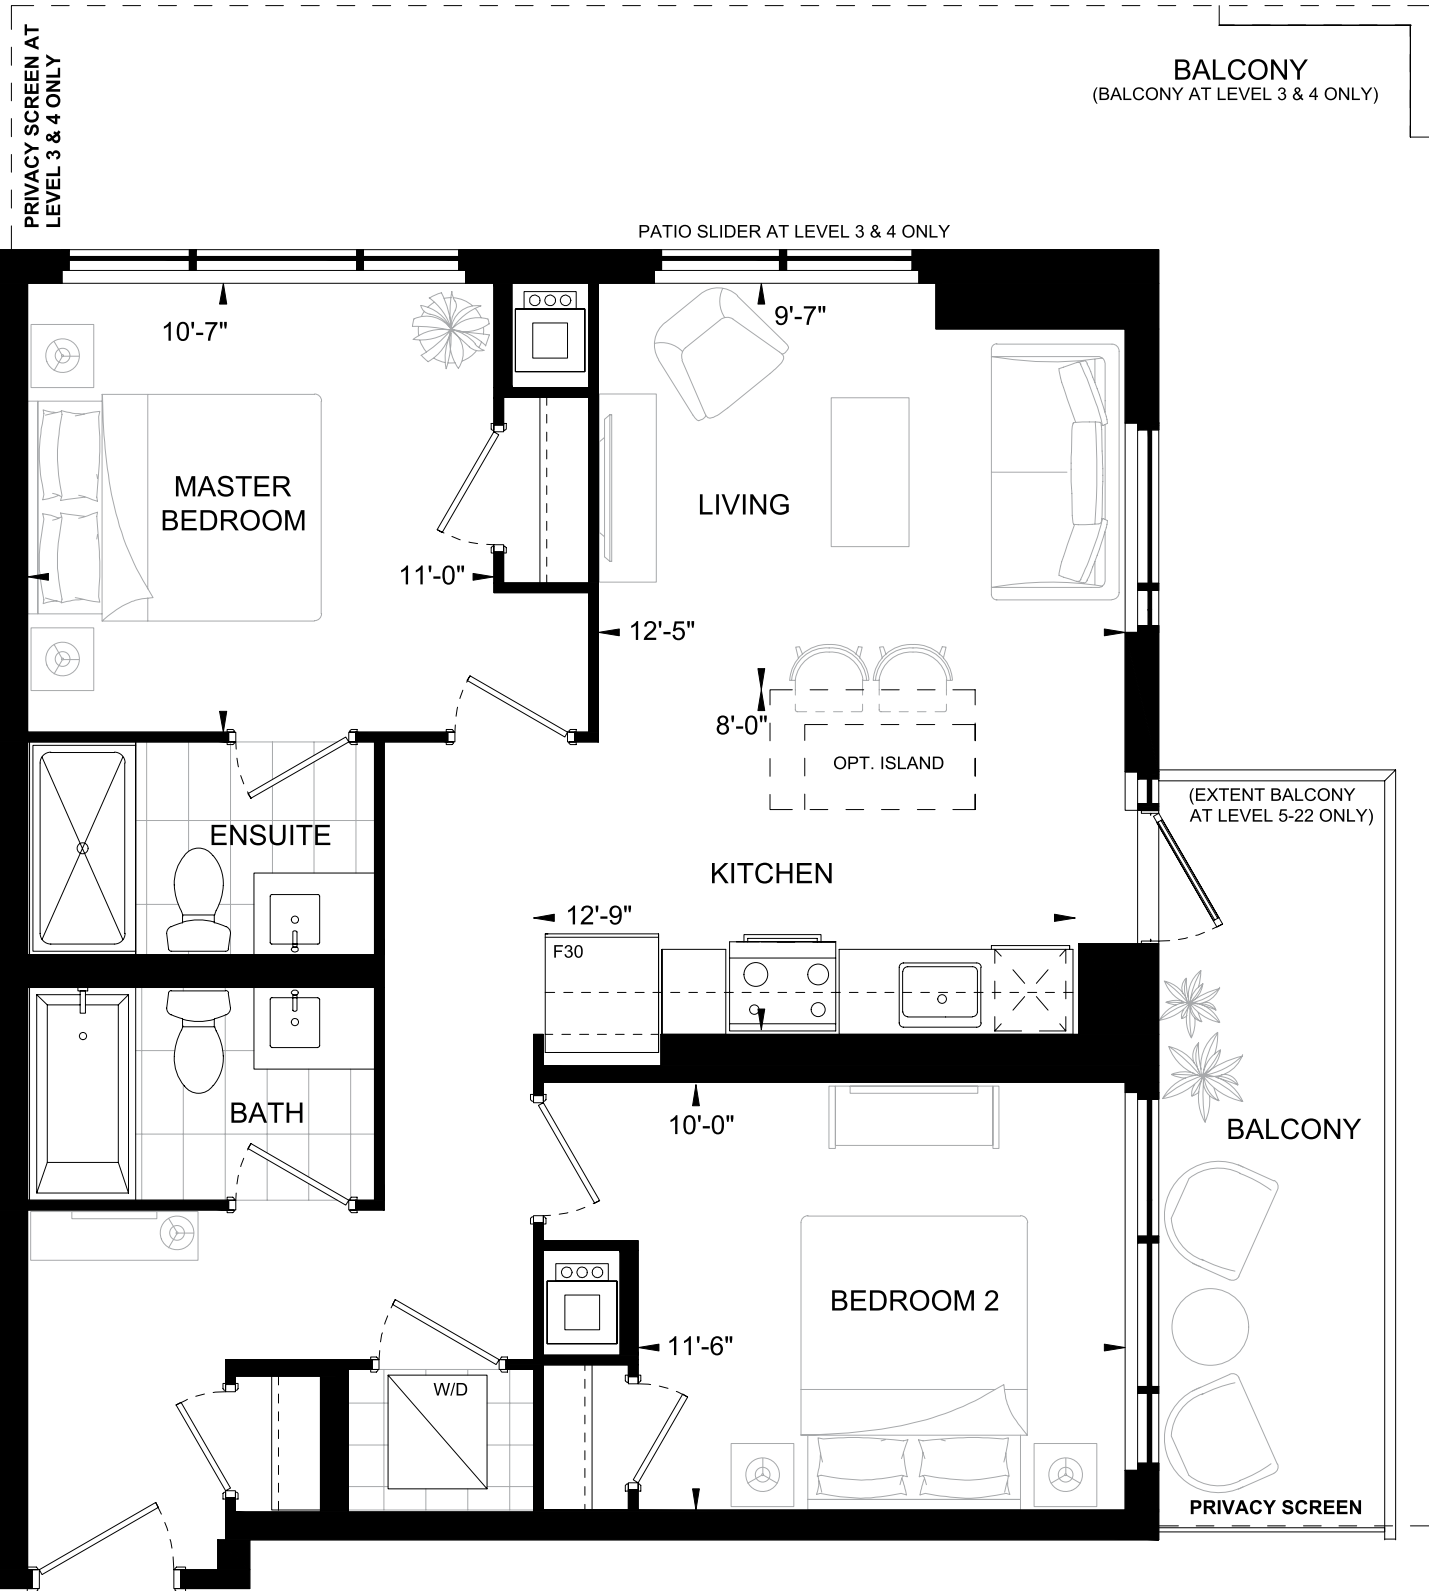 PRIVACY SCREEN AT
LEVEL 3 & 4 ONLY
BALCONY
(BALCONY AT LEVEL 3 & 4 ONLY)
PATIO SLIDER AT LEVEL 3 & 4 ONLY
10'-7"
9'-7"
MASTER
BEDROOM
LIVING
11'-0"
12'-5"
8'-0"
OPT. ISLAND
(EXTENT BALCONY
AT LEVEL 5-22 ONLY)
ENSUITE
KITCHEN
12'-9"
F30
BATH
10'-0"
BALCONY
BEDROOM 2
11'-6"
W/D
PRIVACY SCREEN